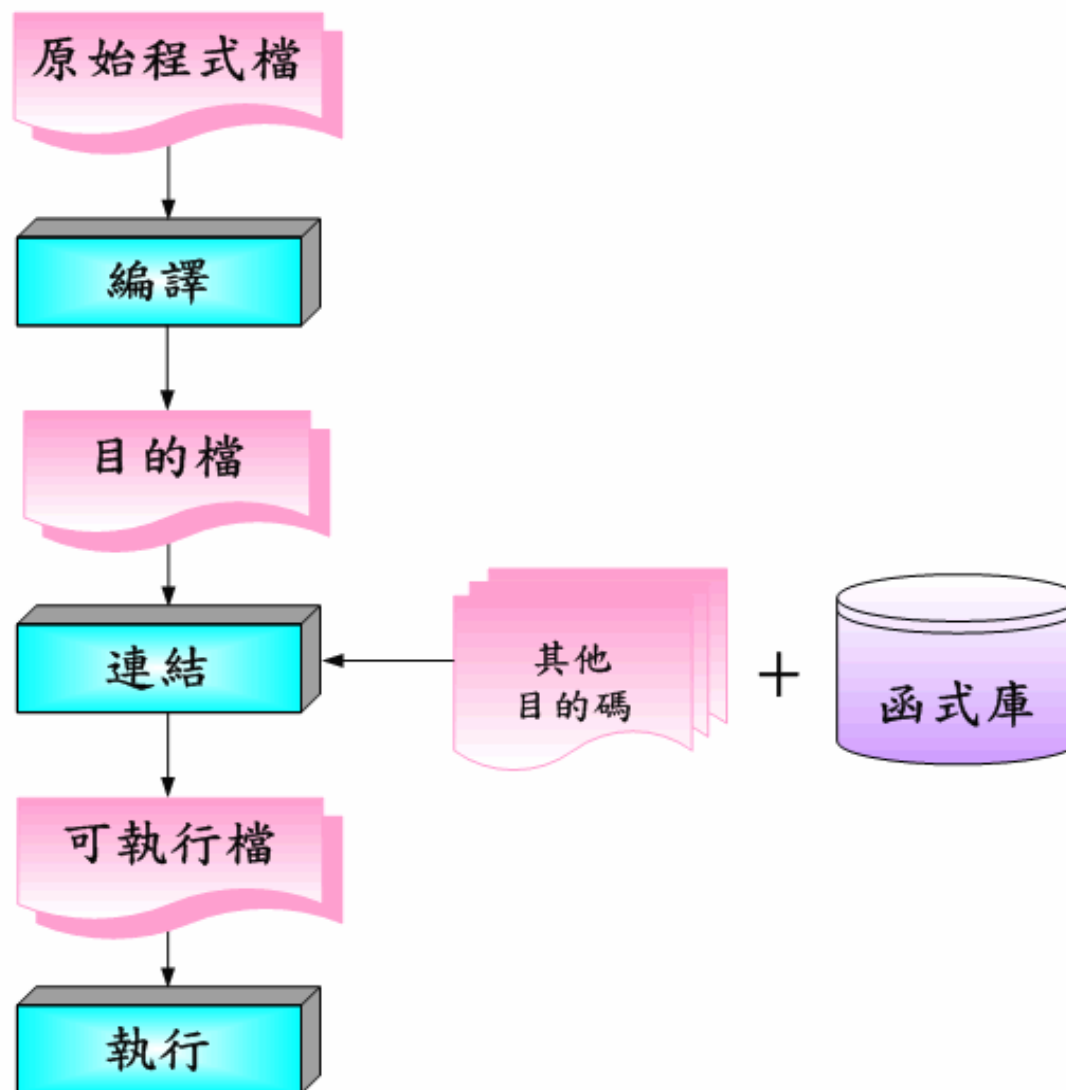 原始程式檔
編譯
目的檔
連結
其他
目的碼
+
函式庫
可執行檔
執行